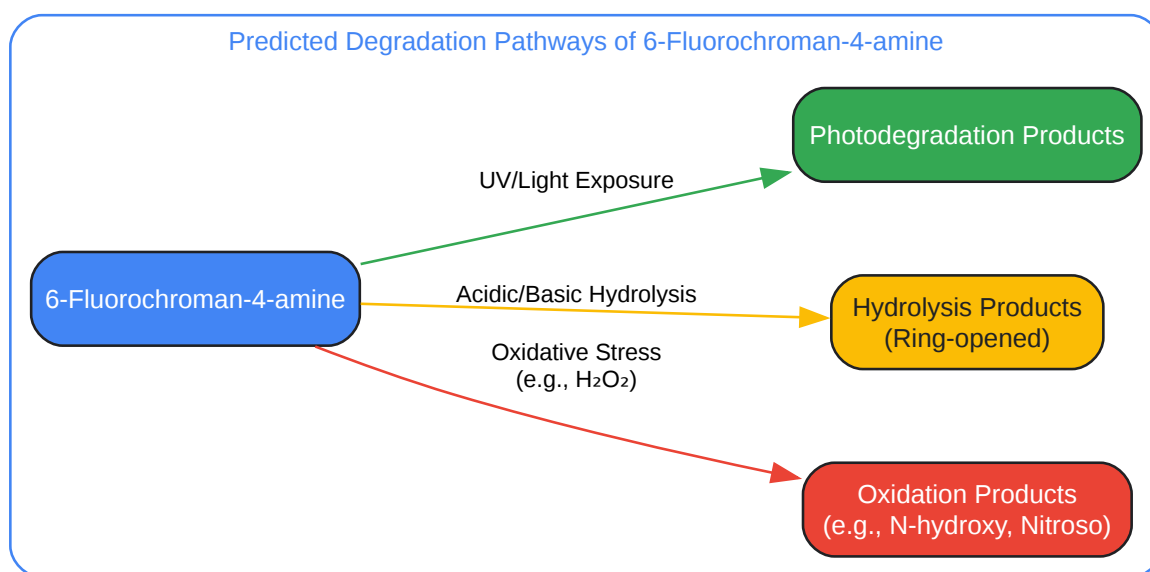 Predicted Degradation Pathways of 6-Fluorochroman-4-amine
Photodegradation Products
UV/Light Exposure
6-Fluorochroman-4-amine
Acidic/Basic Hydrolysis
Hydrolysis Products
(Ring-opened)
Oxidative Stress
(e.g., H₂O₂)
Oxidation Products
(e.g., N-hydroxy, Nitroso)